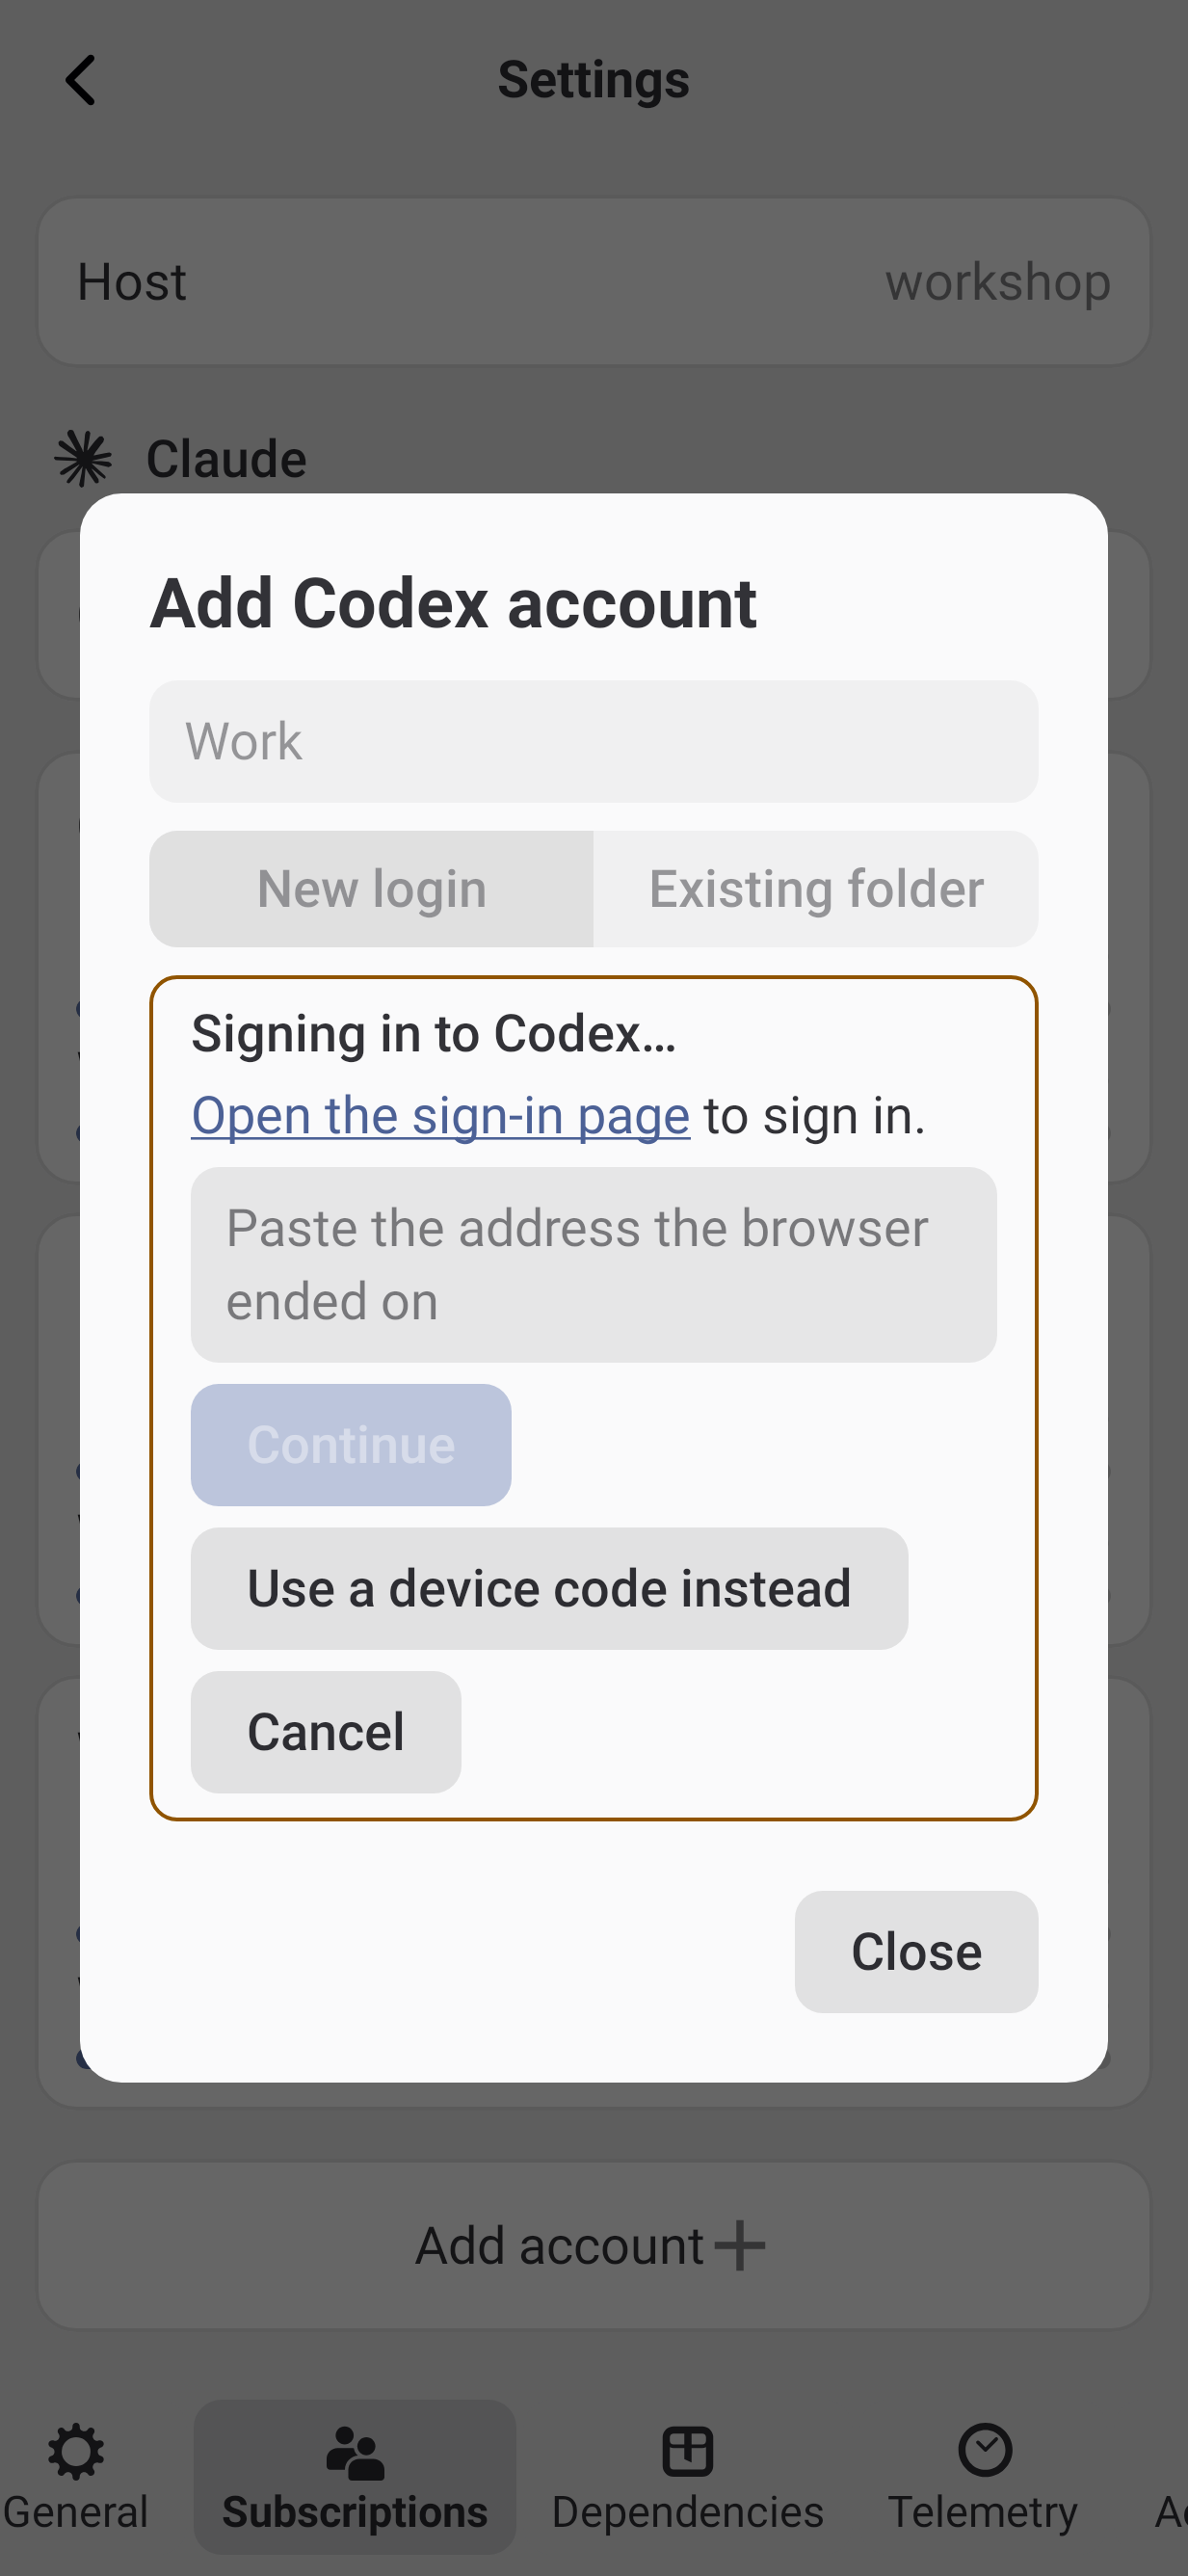 Settings
Host
workshop
Claude
Add Codex account
Work
New login
Existing folder
Signing in to Codex…
Open the sign-in page to sign in.
Paste the address the browser
ended on
Continue
Use a device code instead
Cancel
Close
Add account
General
Subscriptions
Dependencies
Telemetry